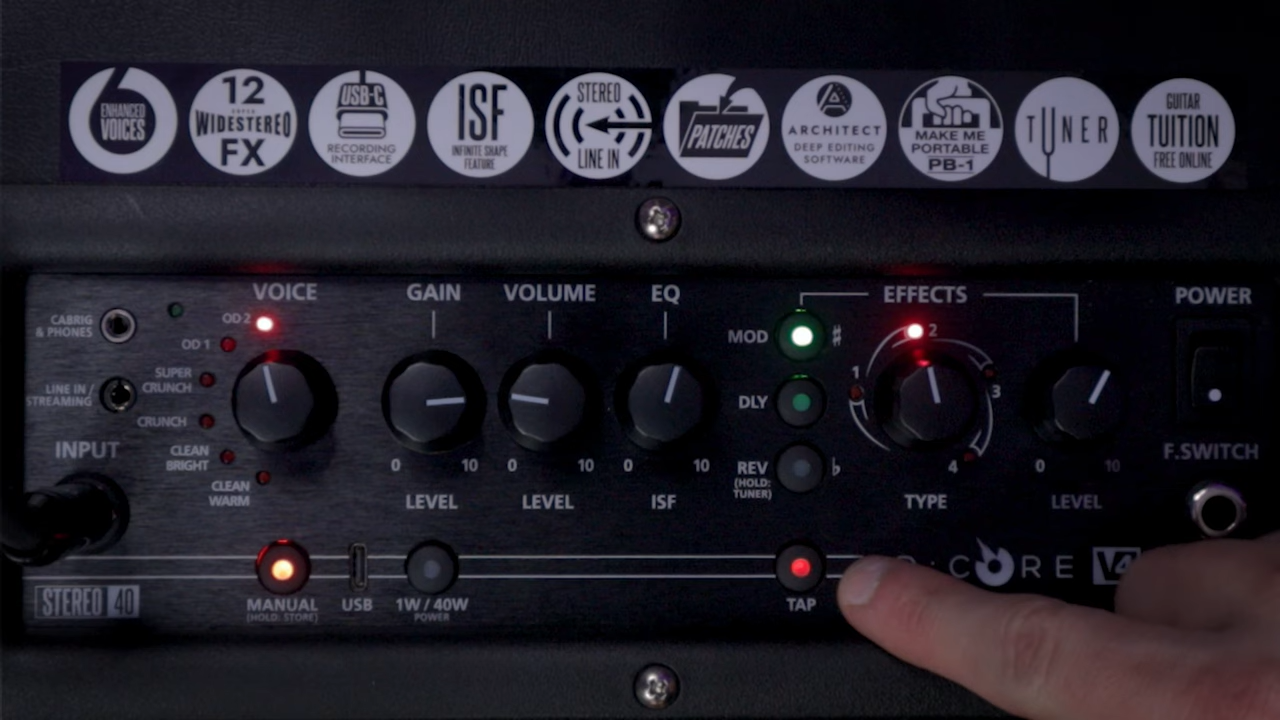 6 ENHANCED VOICES
12
SUPER
WIDESTEREO
FX
USB-C
RECORDING
INTERFACE
ISF
INFINITE SHAPE
FEATURE
STEREO
LINE IN
PATCHES
ARCHITECT
DEEP EDITING
SOFTWARE
MAKE ME
PORTABLE
PB-1
TUNER
GUITAR
TUITION
FREE ONLINE
VOICE
GAIN
VOLUME
EQ
EFFECTS
POWER
CABRIG
& PHONES
OD 2
OD 1
SUPER
CRUNCH
CRUNCH
CLEAN
BRIGHT
CLEAN
WARM
LINE IN /
STREAMING
INPUT
0 10
LEVEL
0 10
LEVEL
0 10
ISF
MOD ♯
DLY
REV ♭
(HOLD:
TUNER)
1 2 3 4
TYPE
0 10
LEVEL
F.SWITCH
MANUAL
(HOLD: STORE)
USB
1W / 40W
POWER
TAP
STEREO 40
ID:CORE V4